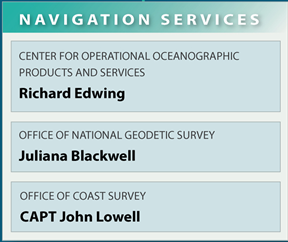 NAVIGATION SERVICES
CENTER FOR OPERATIONAL OCEANOGRAPHIC
PRODUCTS AND SERVICES
Richard Edwing
OFFICE OF NATIONAL GEODETIC SURVEY
Juliana Blackwell
OFFICE OF COAST SURVEY
CAPT John Lowell